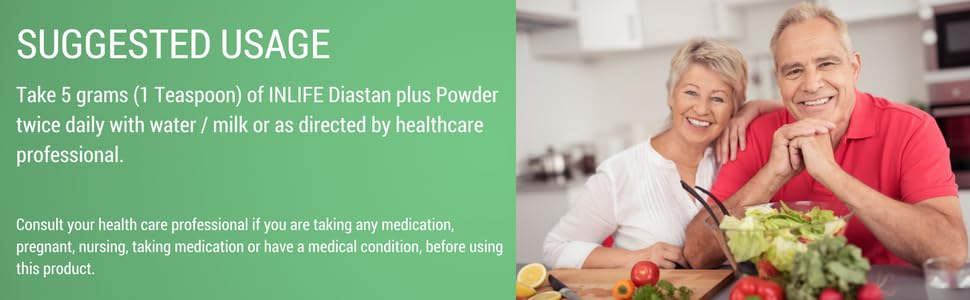 SUGGESTED USAGE
Take 5 grams (1 Teaspoon) of INLIFE Diastan plus Powder
twice daily with water / milk or as directed by healthcare
professional.
Consult your health care professional if you are taking any medication,
pregnant, nursing, taking medication or have a medical condition, before using
this product.